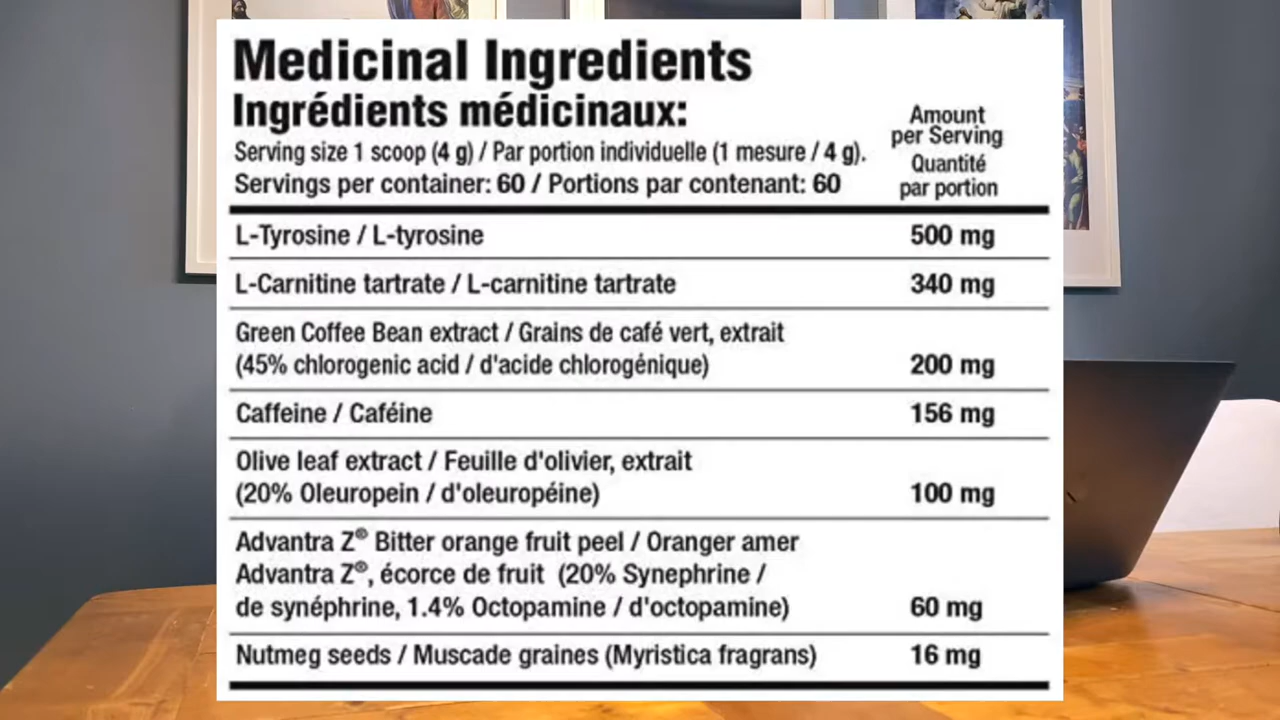 Medicinal Ingredients
Ingrédients médicinaux:
Serving size 1 scoop (4 g) / Par portion individuelle (1 mesure / 4 g).
Servings per container: 60 / Portions par contenant: 60
Amount
per Serving
Quantité
par portion
L-Tyrosine / L-tyrosine 500 mg
L-Carnitine tartrate / L-carnitine tartrate 340 mg
Green Coffee Bean extract / Grains de café vert, extrait
(45% chlorogenic acid / d'acide chlorogénique) 200 mg
Caffeine / Caféine 156 mg
Olive leaf extract / Feuille d'olivier, extrait
(20% Oleuropein / d'oleuropéine) 100 mg
Advantra Z® Bitter orange fruit peel / Oranger amer
Advantra Z®, écorce de fruit (20% Synephrine /
de synéphrine, 1.4% Octopamine / d'octopamine) 60 mg
Nutmeg seeds / Muscade graines (Myristica fragrans) 16 mg